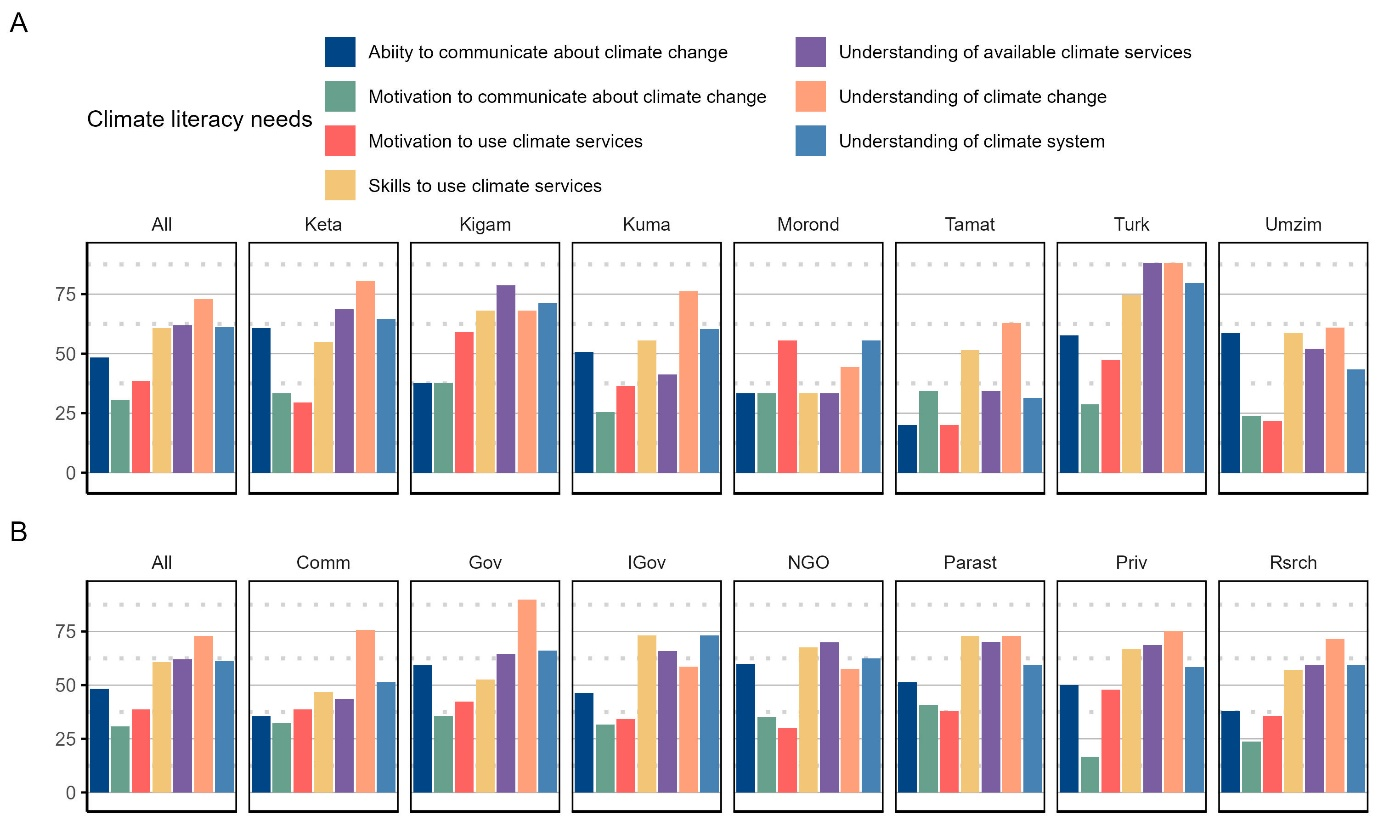 A
Climate literacy needs
Abiity to communicate about climate change
Motivation to communicate about climate change
Motivation to use climate services
Skills to use climate services
Understanding of available climate services
Understanding of climate change
Understanding of climate system
All Keta Kigam Kuma Morond Tamat Turk Umzim
75
50
25
0
B
All Comm Gov IGov NGO Parast Priv Rsrch
75
50
25
0